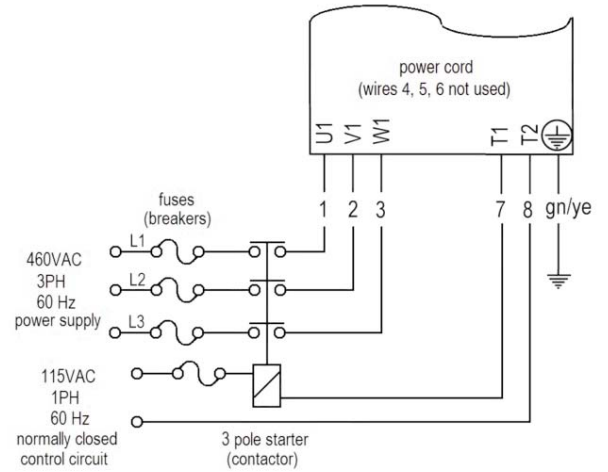 power cord
(wires 4, 5, 6 not used)
U1
V1
W1
T1
T2
1
2
3
7
8
gn/ye
fuses
(breakers)
L1
L2
L3
460VAC
3PH
60 Hz
power supply
115VAC
1PH
60 Hz
normally closed
control circuit
3 pole starter
(contactor)